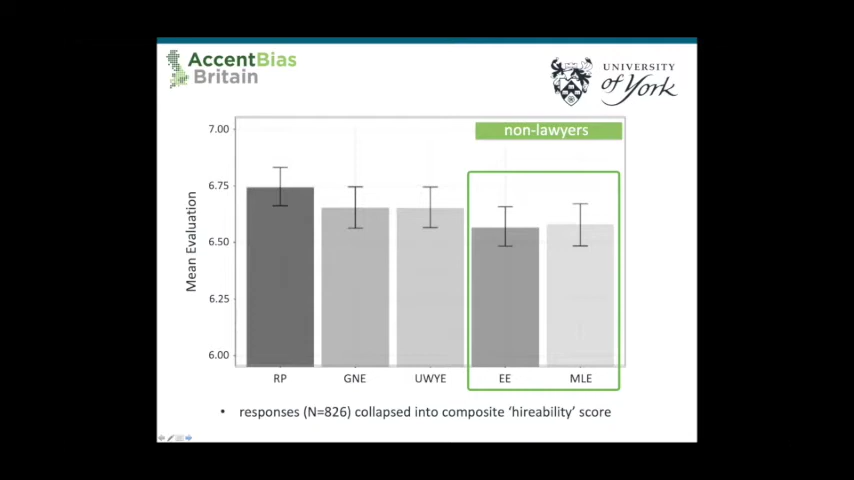 AccentBias
Britain
UNIVERSITY
of York
non-lawyers
7.00
6.75
6.50
6.25
6.00
Mean Evaluation
RP GNE UWYE EE MLE
• responses (N=826) collapsed into composite ‘hireability’ score